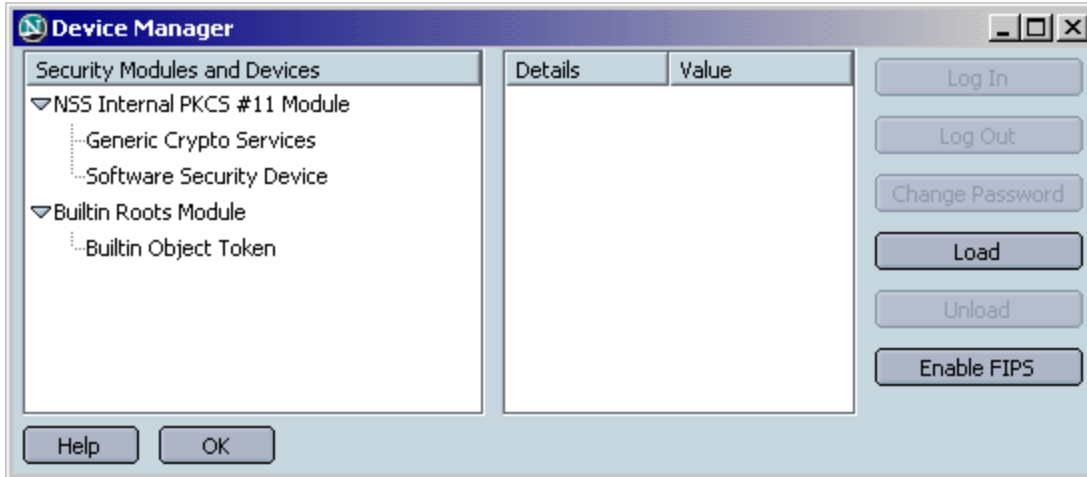 Device Manager
Security Modules and Devices
NSS Internal PKCS #11 Module
Generic Crypto Services
Software Security Device
Builtin Roots Module
Builtin Object Token
Details Value
Log In
Log Out
Change Password
Load
Unload
Enable FIPS
Help OK